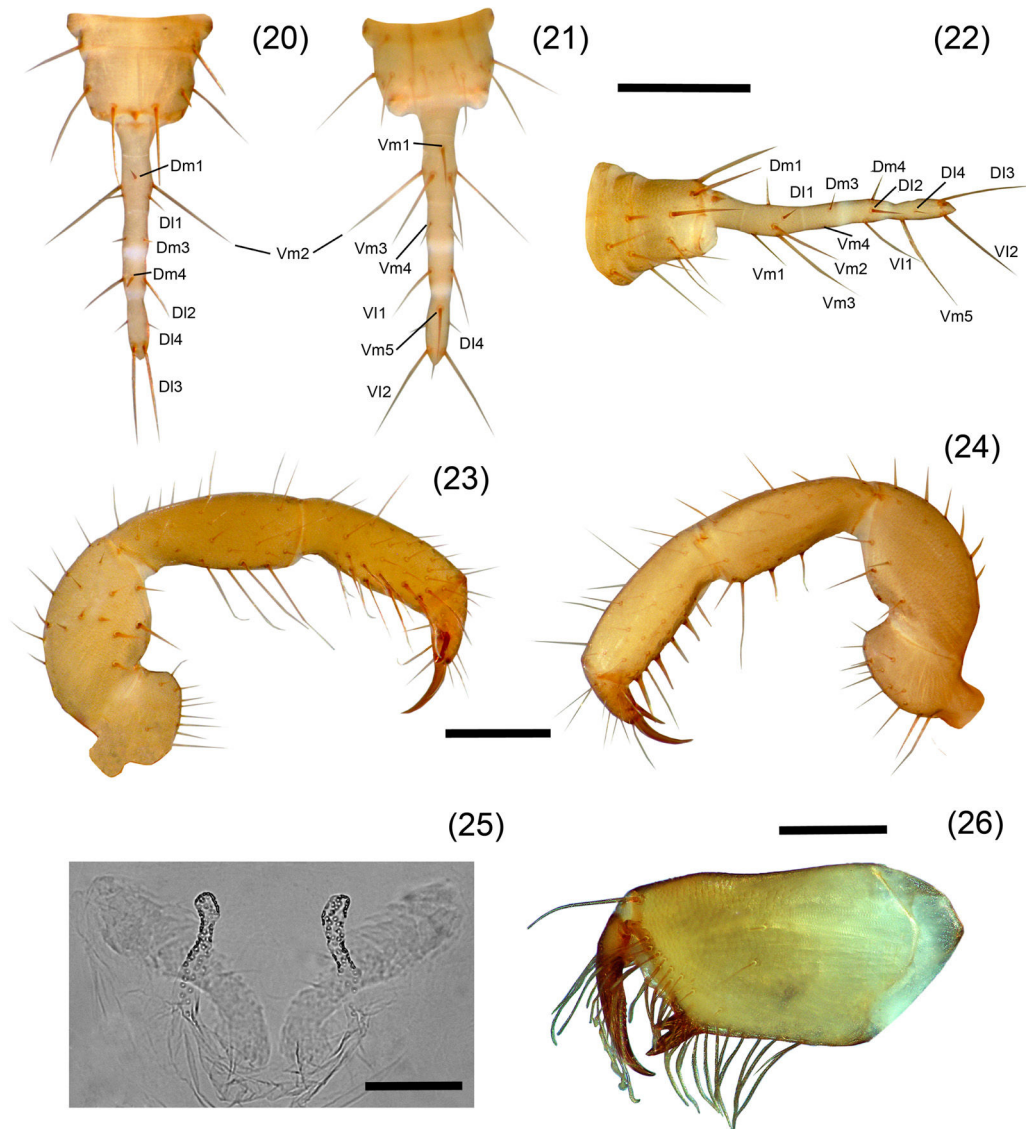 (20)
(21)
(22)
Dm1
Dl1
Dm3
Vm2
Dm4
Dl2
Dl4
Dl3
Vm1
Vm3
Vm4
Vl1
Vm5
Dl4
Vl2
Dm1
Dl1
Dm3
Dm4
Dl2
Dl4
Dl3
Vm1
Vm2
Vm3
Vm4
Vl1
Vm5
Vl2
(23)
(24)
(25)
(26)